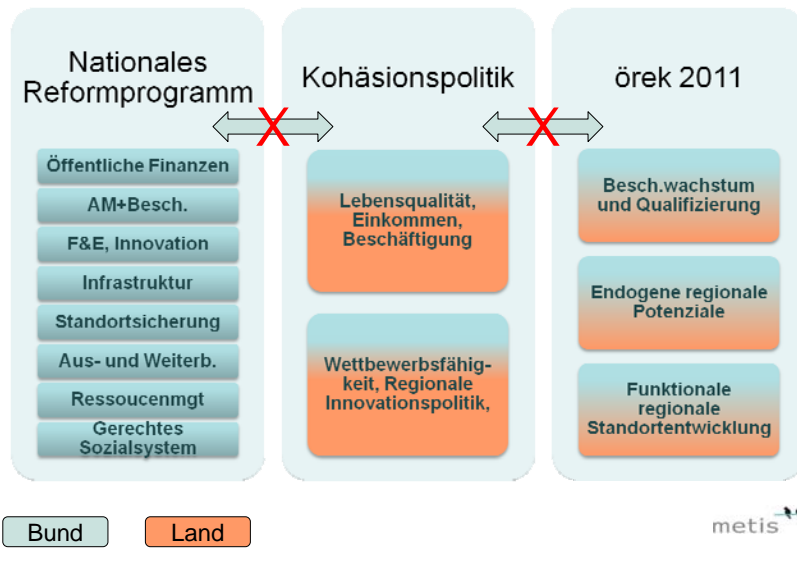 Nationales
Reformprogramm
Öffentliche Finanzen
AM+Besch.
F&E, Innovation
Infrastruktur
Standortsicherung
Aus- und Weiterb.
Ressoucenmgt
Gerechtes
Sozialsystem
X
Kohäsionspolitik
Lebensqualität,
Einkommen,
Beschäftigung
Wettbewerbsfähig-
keit, Regionale
Innovationspolitik,
X
örek 2011
Besch.wachstum
und Qualifizierung
Endogene regionale
Potenziale
Funktionale
regionale
Standortentwicklung
Bund
Land
metis